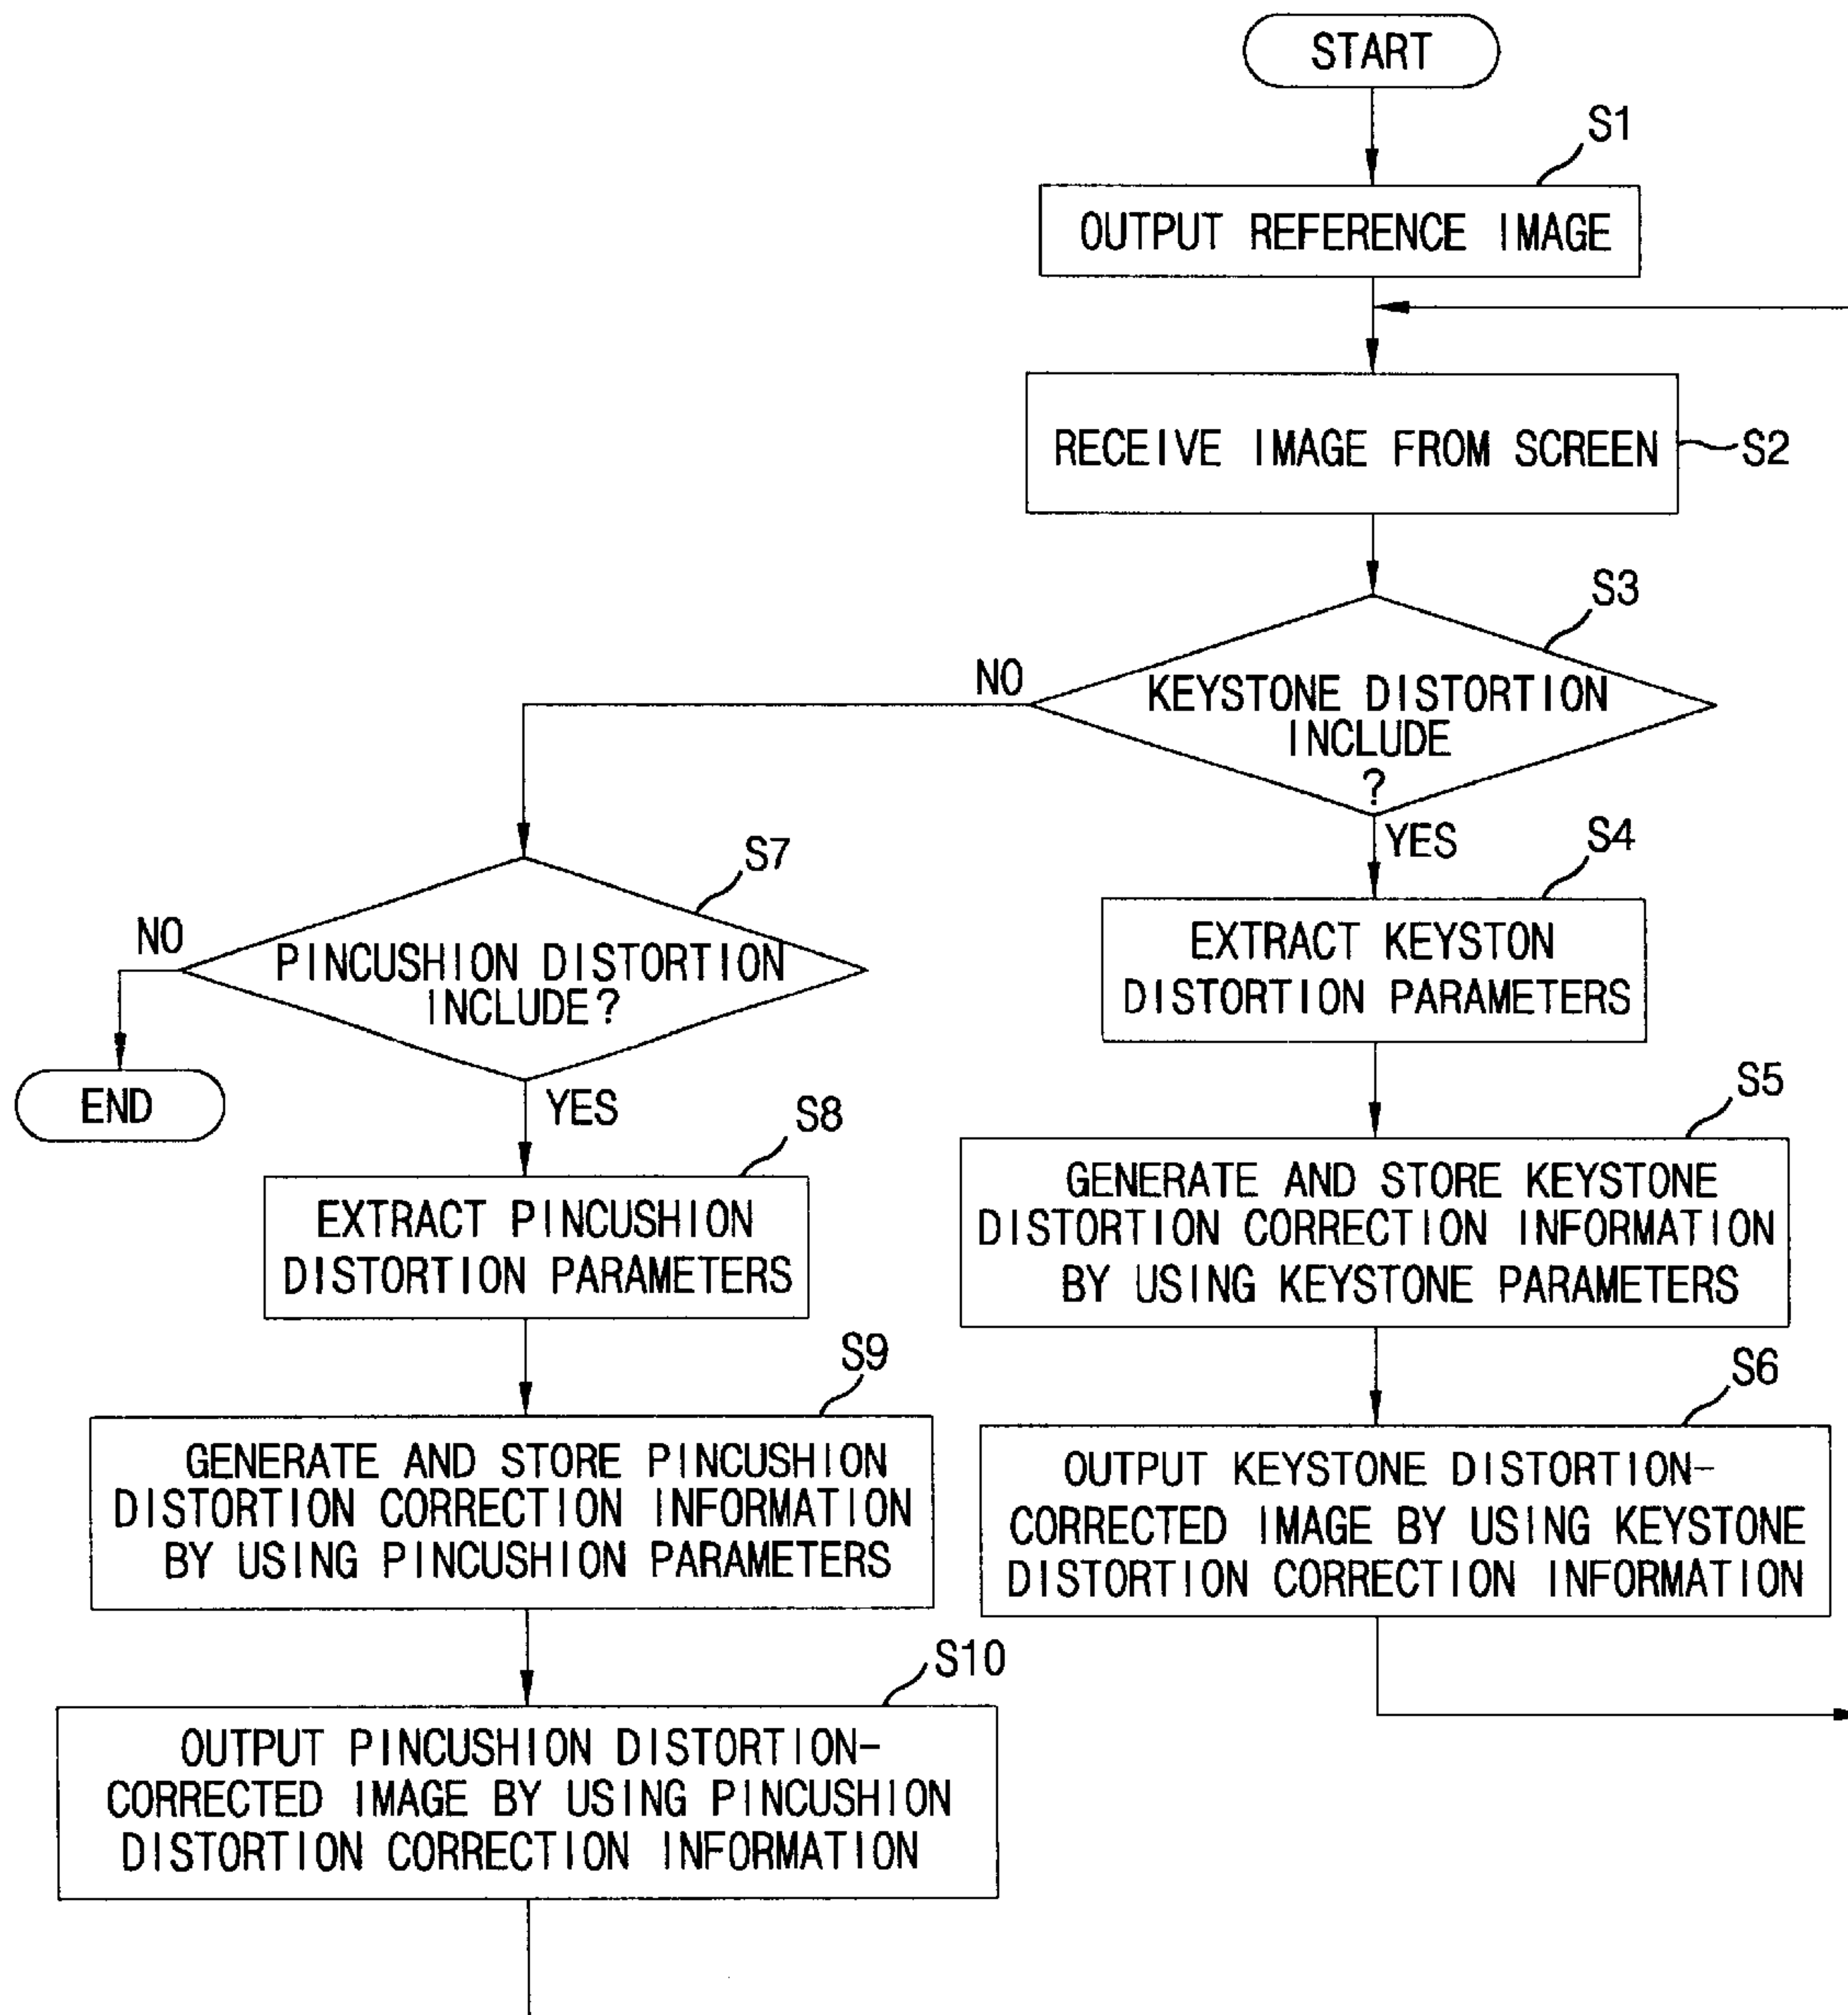 START
S1
OUTPUT REFERENCE IMAGE
RECEIVE IMAGE FROM SCREEN
S2
S3
KEYSTONE DISTORTION
INCLUDE
?
NO
YES
S4
EXTRACT KEYSTON
DISTORTION PARAMETERS
S5
GENERATE AND STORE KEYSTONE
DISTORTION CORRECTION INFORMATION
BY USING KEYSTONE PARAMETERS
S6
OUTPUT KEYSTONE DISTORTION-
CORRECTED IMAGE BY USING KEYSTONE
DISTORTION CORRECTION INFORMATION
S7
PINCUSHION DISTORTION
INCLUDE?
NO
END
YES
S8
EXTRACT PINCUSHION
DISTORTION PARAMETERS
S9
GENERATE AND STORE PINCUSHION
DISTORTION CORRECTION INFORMATION
BY USING PINCUSHION PARAMETERS
S10
OUTPUT PINCUSHION DISTORTION-
CORRECTED IMAGE BY USING PINCUSHION
DISTORTION CORRECTION INFORMATION